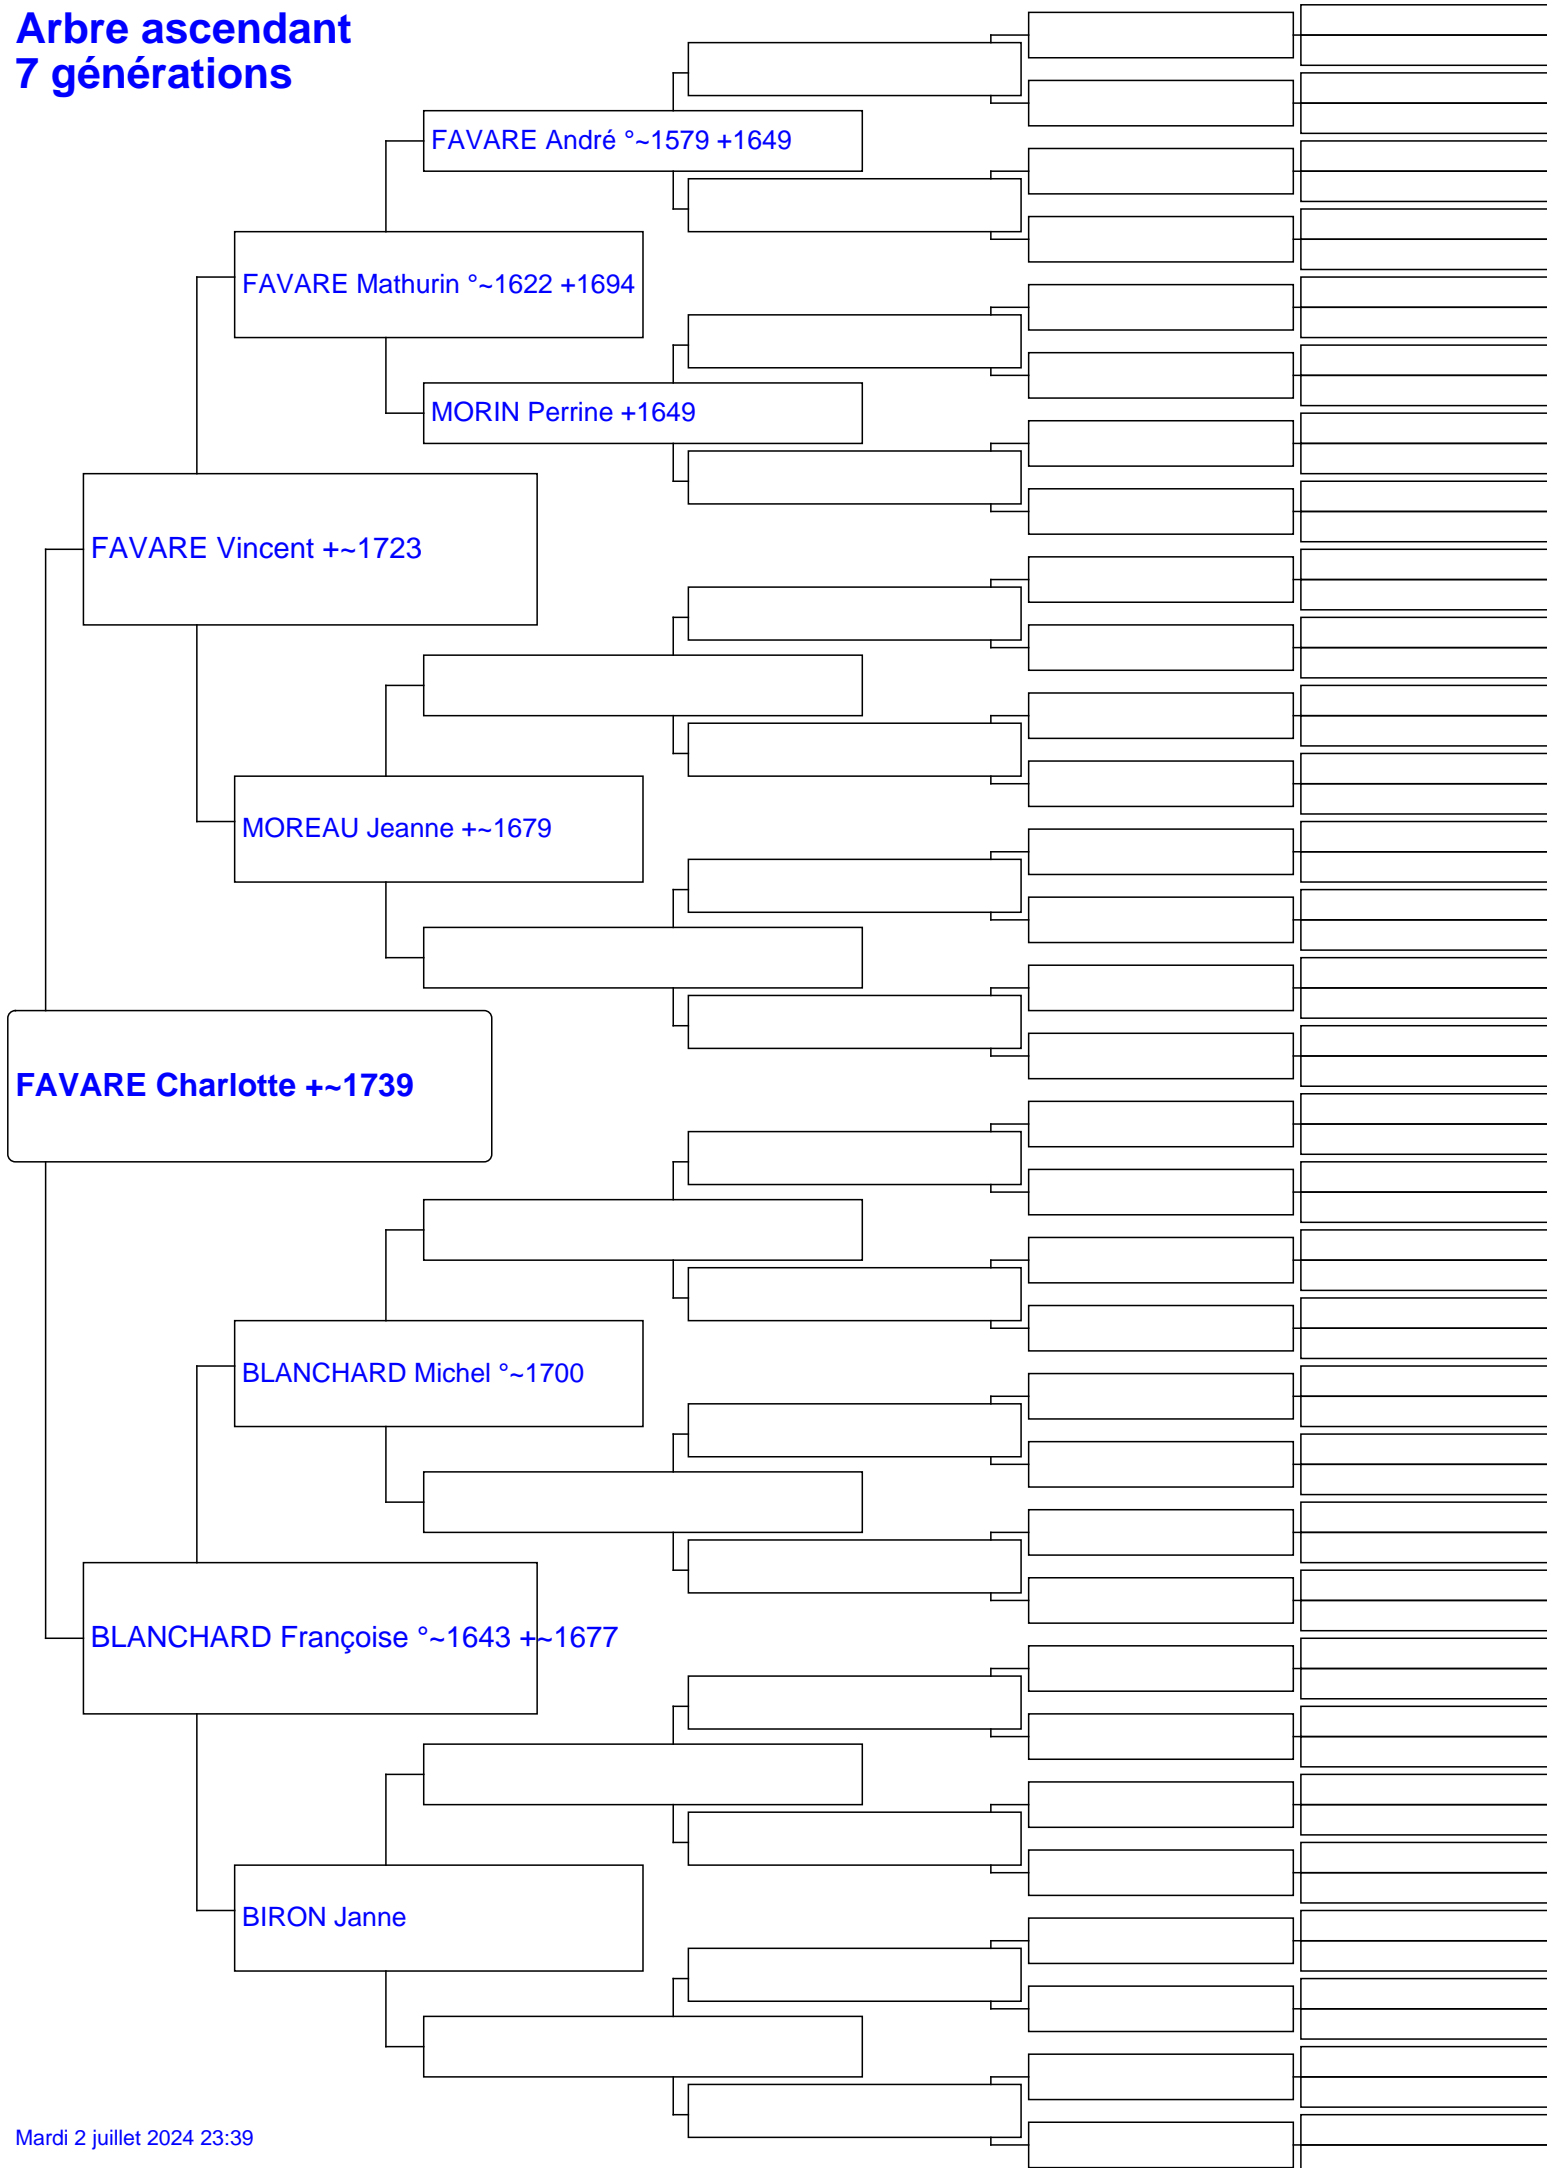 Arbre ascendant
7 générations
FAVARE André °~1579 +1649
FAVARE Mathurin °~1622 +1694
MORIN Perrine +1649
FAVARE Vincent +~1723
MOREAU Jeanne +~1679
FAVARE Charlotte +~1739
BLANCHARD Michel °~1700
BLANCHARD Françoise °~1643 +~1677
BIRON Janne
Mardi 2 juillet 2024 23:39